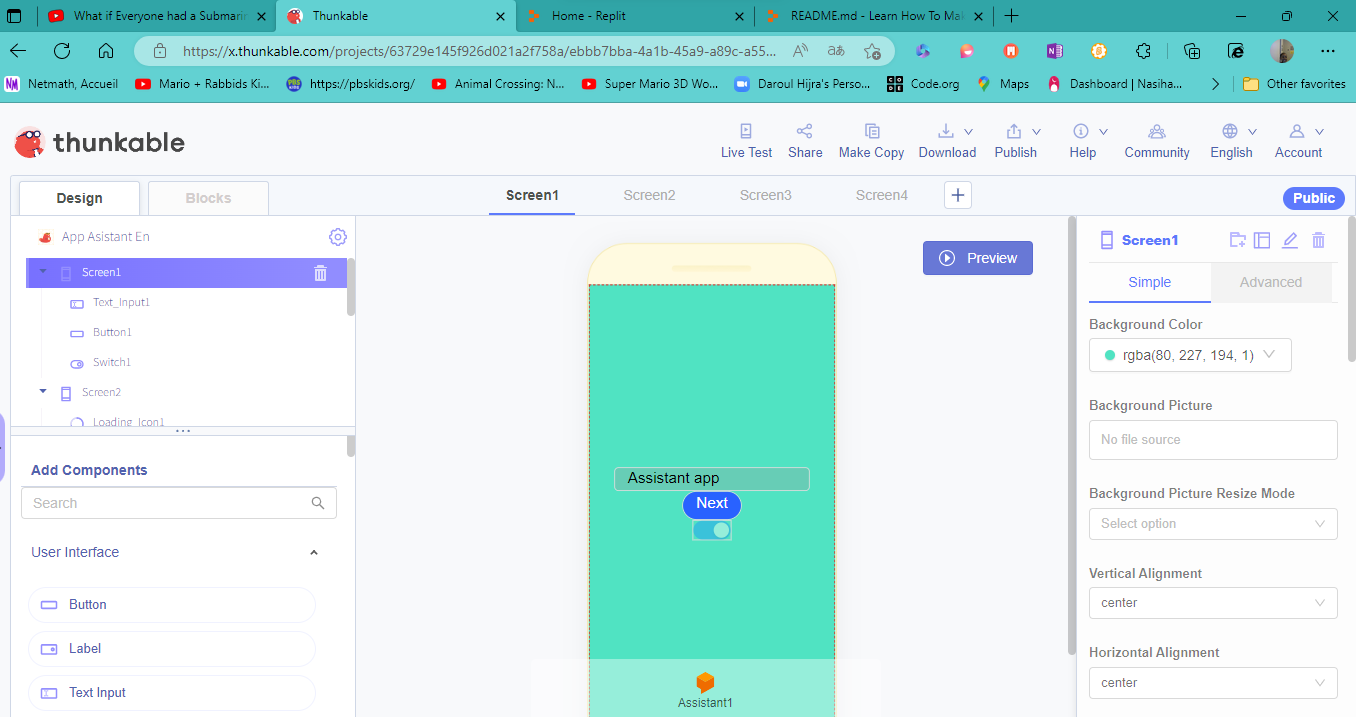 What if Everyone had a Submarin
Thunkable
Home - Replit
README.md - Learn How To Mak
https://x.thunkable.com/projects/63729e145f926d021a2f758a/ebbb7bba-4a1b-45a9-a89c-a55...
Netmath, Accueil
Mario + Rabbids Ki...
https://pbskids.org/
Animal Crossing: N...
Super Mario 3D Wo...
Daroul Hijra's Perso...
Code.org
Maps
Dashboard | Nasiha...
Other favorites
thunkable
Live Test
Share
Make Copy
Download
Publish
Help
Community
English
Account
Design
Blocks
Screen1
Screen2
Screen3
Screen4
+
Public
App Asistant En
Screen1
Text_Input1
Button1
Switch1
Screen2
Loading_Icon1
Add Components
Search
User Interface
Button
Label
Text Input
Preview
Assistant app
Next
Assistant1
Screen1
Simple
Advanced
Background Color
rgba(80, 227, 194, 1)
Background Picture
No file source
Background Picture Resize Mode
Select option
Vertical Alignment
center
Horizontal Alignment
center